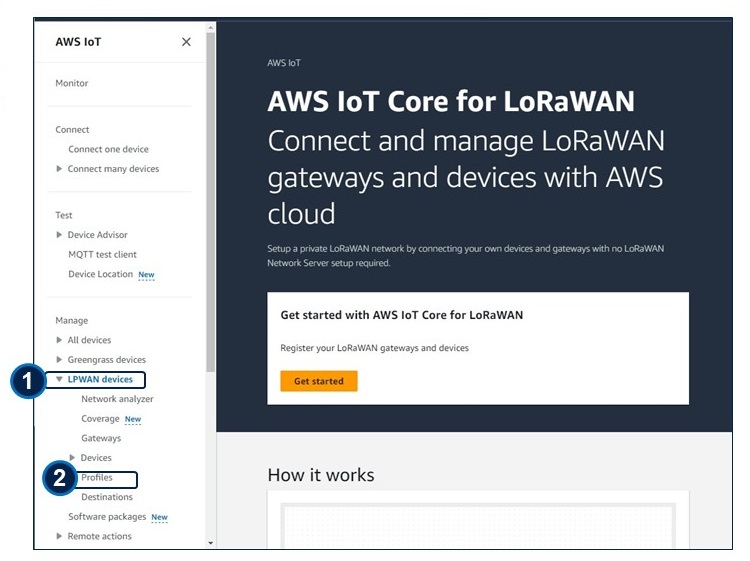 AWS IoT
Monitor
Connect
Connect one device
Connect many devices
Test
Device Advisor
MQTT test client
Device Location New
Manage
All devices
Greengrass devices
1
LPWAN devices
Network analyzer
Coverage New
Gateways
Devices
2
Profiles
Destinations
Software packages New
Remote actions
AWS IoT
AWS IoT Core for LoRaWAN
Connect and manage LoRaWAN
gateways and devices with AWS
cloud
Setup a private LoRaWAN network by connecting your own devices and gateways with no LoRaWAN
Network Server setup required.
Get started with AWS IoT Core for LoRaWAN
Register your LoRaWAN gateways and devices
Get started
How it works